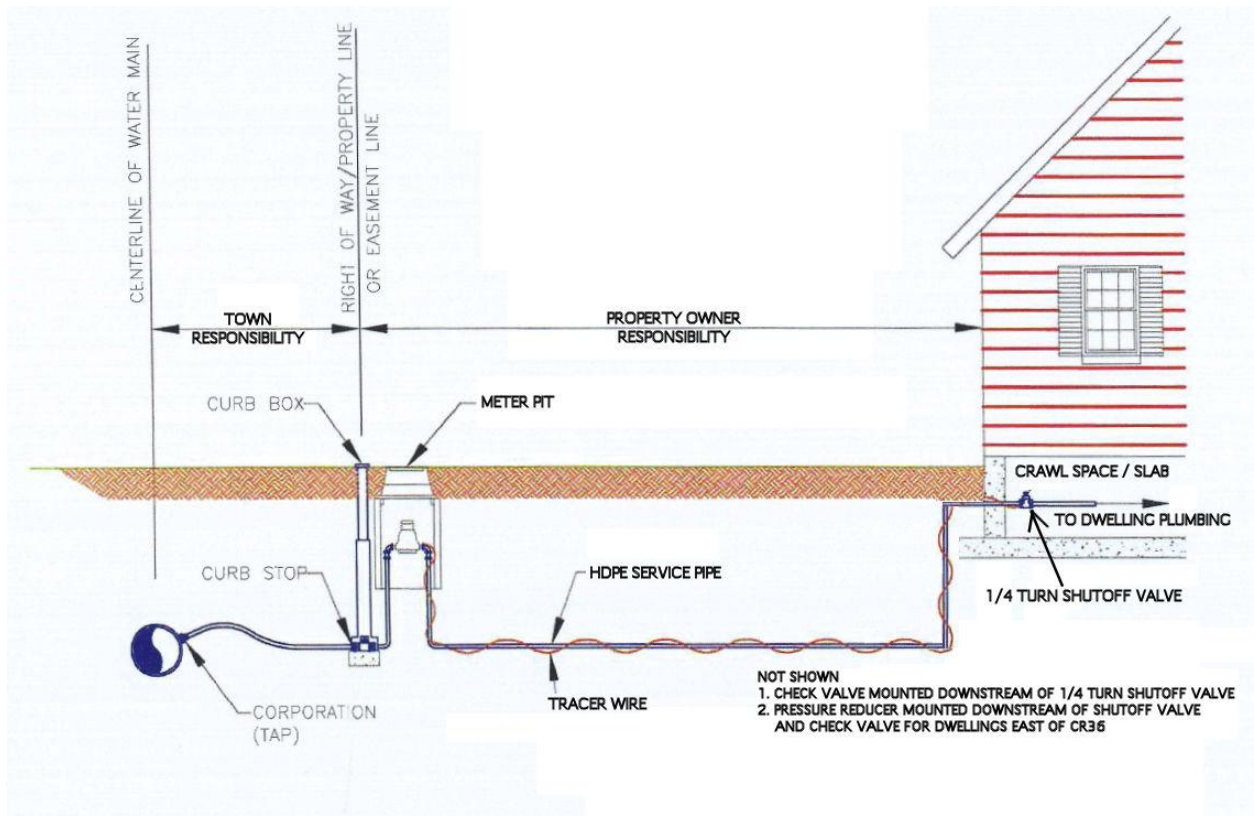 CENTERLINE OF WATER MAIN
RIGHT OF WAY/PROPERTY LINE
OR EASEMENT LINE
TOWN
RESPONSIBILITY
PROPERTY OWNER
RESPONSIBILITY
CURB BOX
METER PIT
CRAWL SPACE / SLAB
TO DWELLING PLUMBING
CURB STOP
HDPE SERVICE PIPE
1/4 TURN SHUTOFF VALVE
TRACER WIRE
CORPORATION
(TAP)
NOT SHOWN
1. CHECK VALVE MOUNTED DOWNSTREAM OF 1/4 TURN SHUTOFF VALVE
2. PRESSURE REDUCER MOUNTED DOWNSTREAM OF SHUTOFF VALVE
AND CHECK VALVE FOR DWELLINGS EAST OF CR36